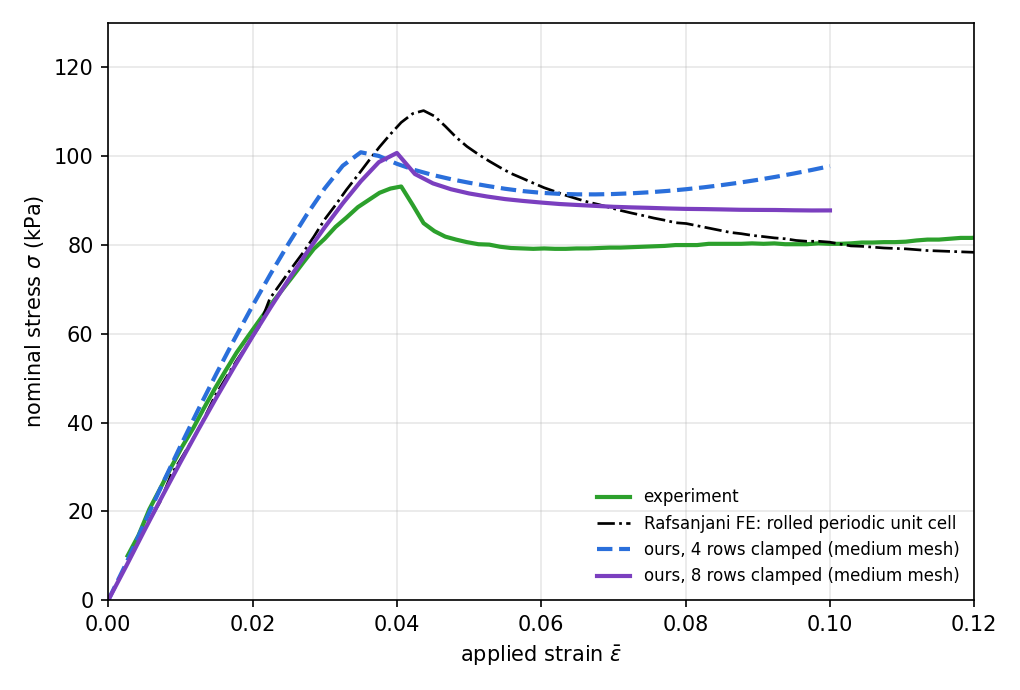 120
100
80
60
40
20
0
nominal stress σ (kPa)
experiment
Rafsanjani FE: rolled periodic unit cell
ours, 4 rows clamped (medium mesh)
ours, 8 rows clamped (medium mesh)
0.00 0.02 0.04 0.06 0.08 0.10 0.12
applied strain ε̄